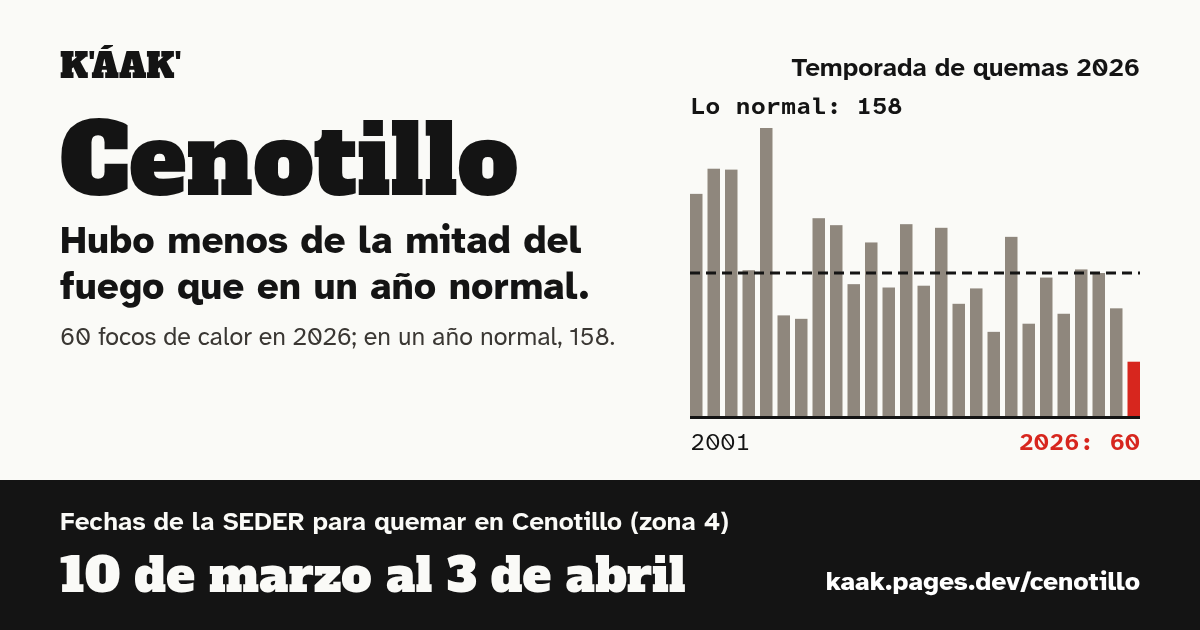 K'ÁAK'
Cenotillo
Hubo menos de la mitad del
fuego que en un año normal.
60 focos de calor en 2026; en un año normal, 158.
Temporada de quemas 2026
Lo normal: 158
2001
2026: 60
Fechas de la SEDER para quemar en Cenotillo (zona 4)
10 de marzo al 3 de abril
kaak.pages.dev/cenotillo